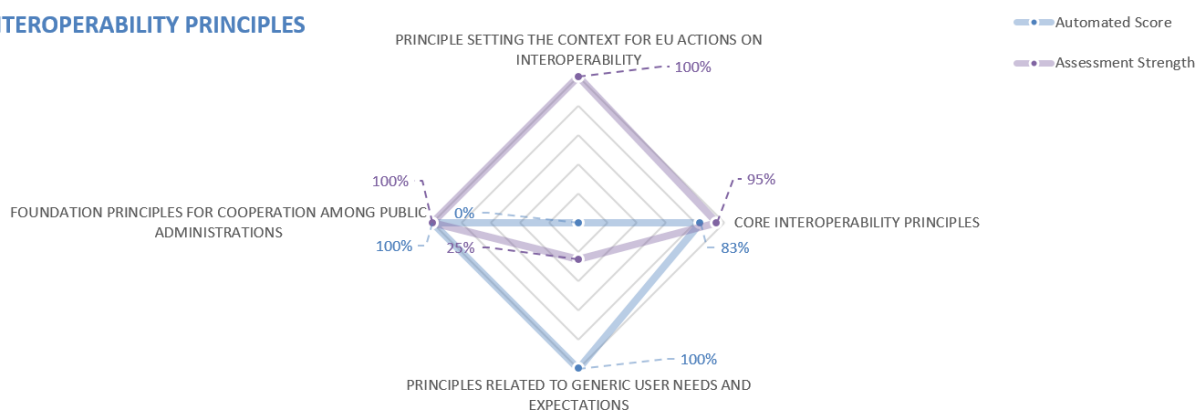 NTEROPERABILITY PRINCIPLES
Automated Score
Assessment Strength
PRINCIPLE SETTING THE CONTEXT FOR EU ACTIONS ON
INTEROPERABILITY
100%
100%
95%
FOUNDATION PRINCIPLES FOR COOPERATION AMONG PUBLIC
ADMINISTRATIONS
0%
CORE INTEROPERABILITY PRINCIPLES
100%
25%
83%
100%
PRINCIPLES RELATED TO GENERIC USER NEEDS AND
EXPECTATIONS